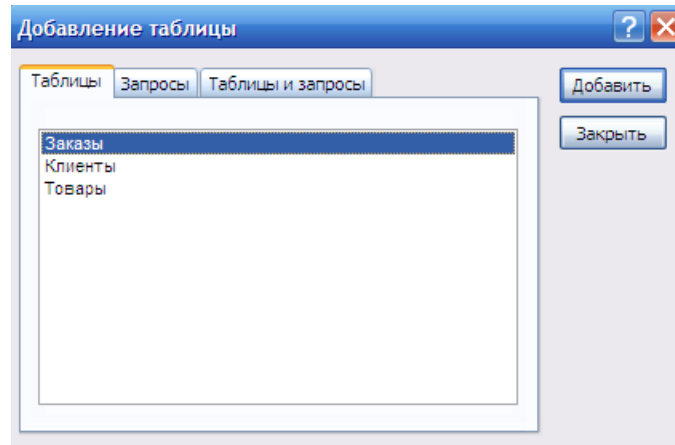 Добавление таблицы
Таблицы Запросы Таблицы и запросы
Добавить
Закрыть
Заказы
Клиенты
Товары